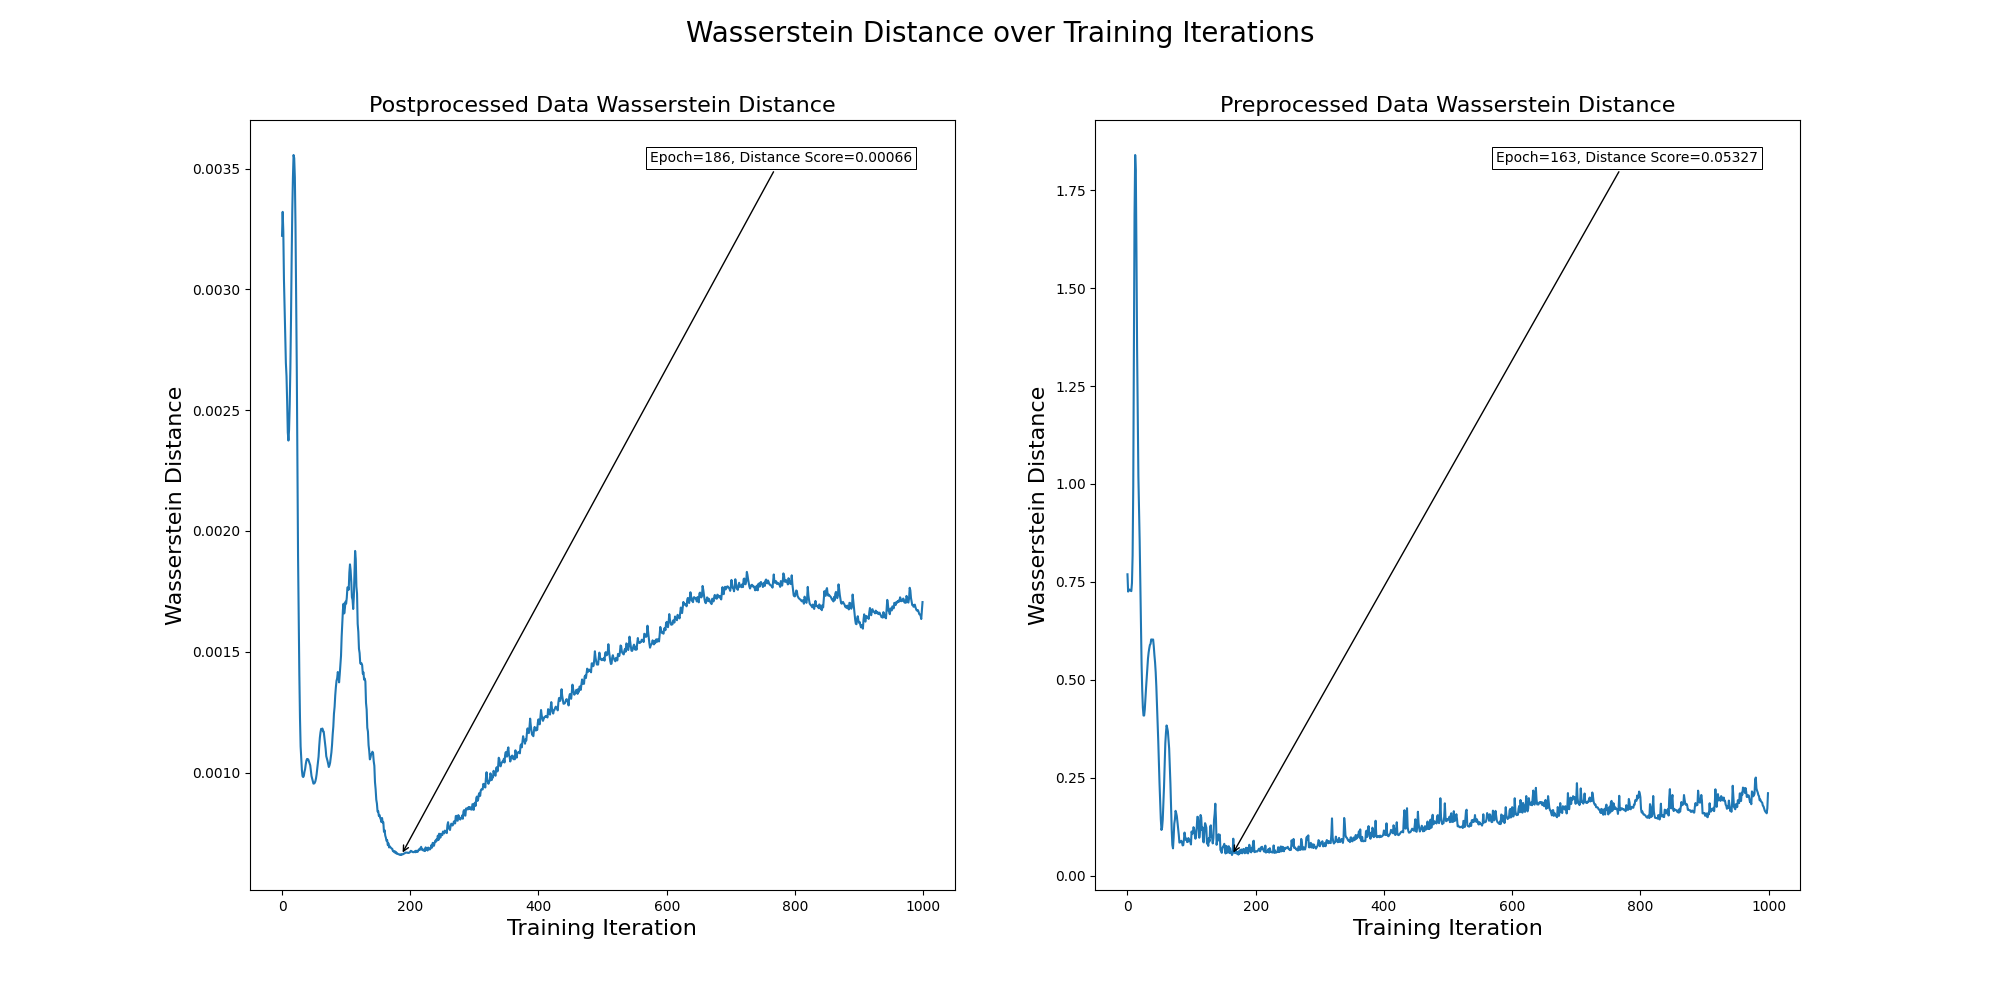 Wasserstein Distance over Training Iterations
Postprocessed Data Wasserstein Distance
Epoch=186, Distance Score=0.00066
0.0035
0.0030
0.0025
0.0020
0.0015
0.0010
Wasserstein Distance
0 200 400 600 800 1000
Training Iteration
Preprocessed Data Wasserstein Distance
Epoch=163, Distance Score=0.05327
1.75
1.50
1.25
1.00
0.75
0.50
0.25
0.00
Wasserstein Distance
0 200 400 600 800 1000
Training Iteration